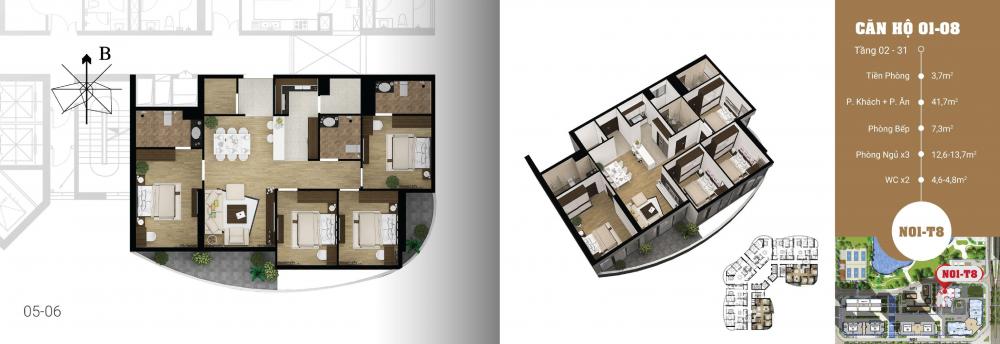 B
05-06
CĂN HỘ 01-08
Tầng 02 - 31
Tiền Phòng 3,7m²
P. Khách + P. Ăn 41,7m²
Phòng Bếp 7,3m²
Phòng Ngủ x3 12,6-13,7m²
WC x2 4,6-4,8m²
N01-T8
N01-T8